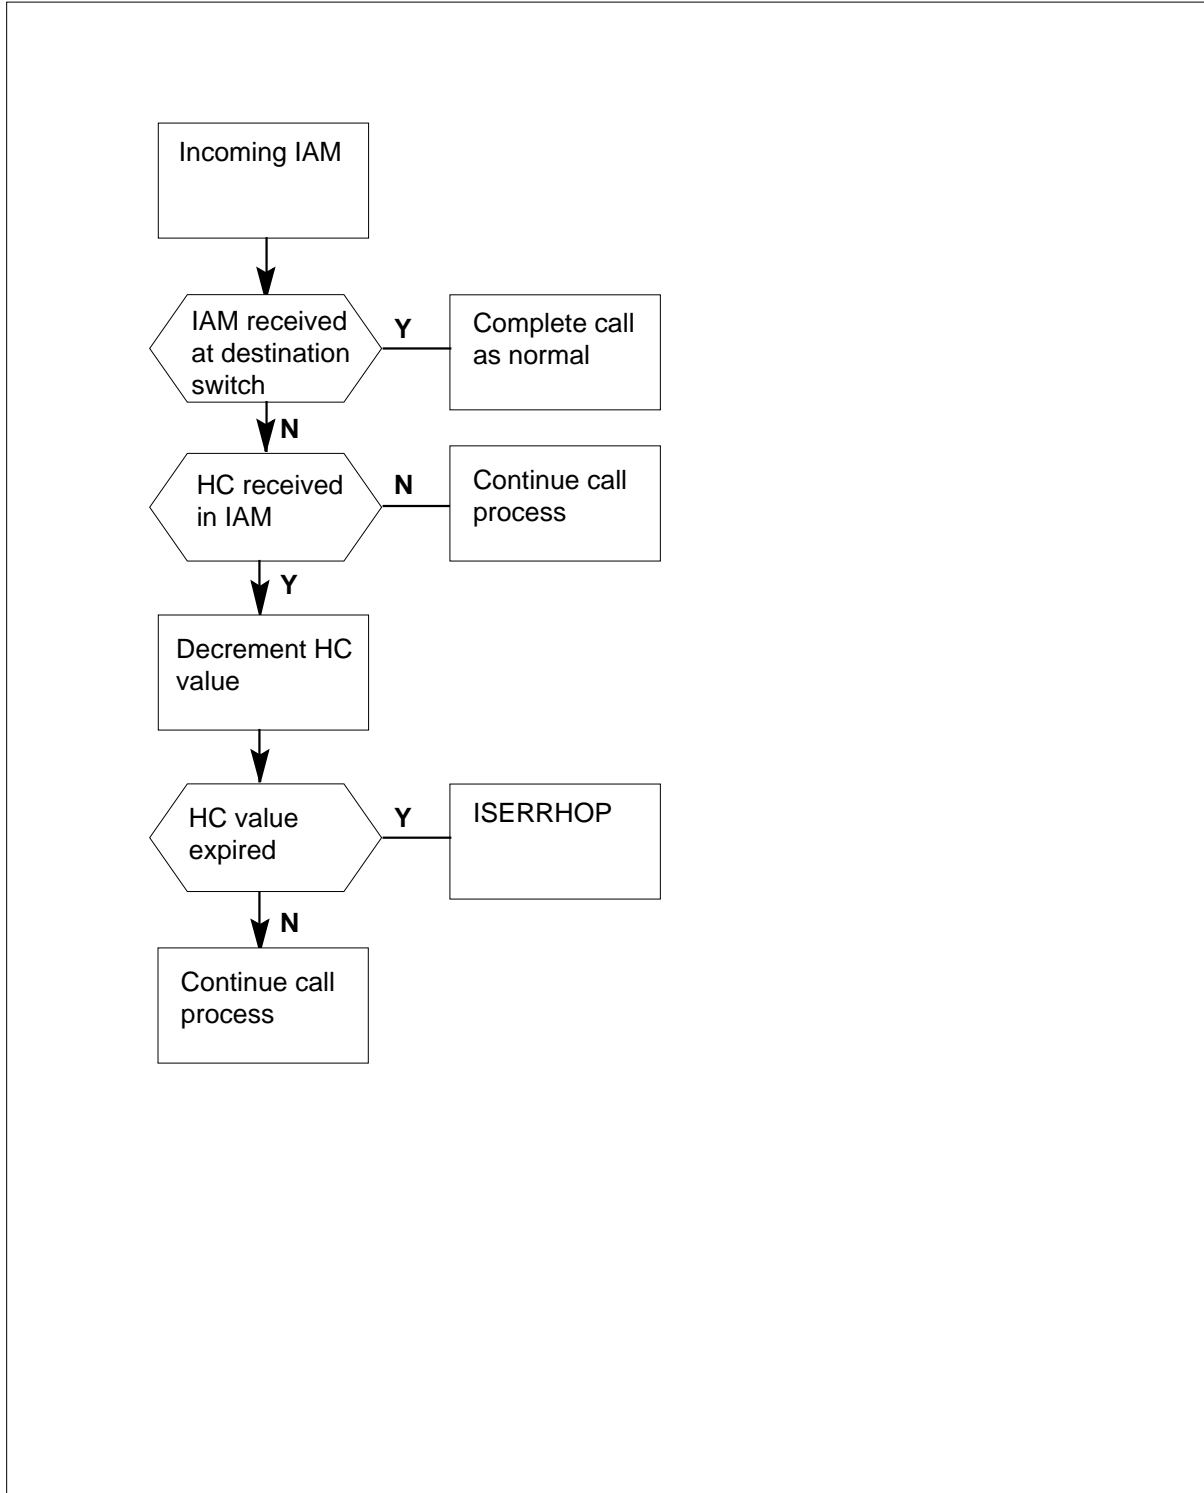 Incoming IAM
IAM received
at destination
switch
Y
Complete call
as normal
N
HC received
in IAM
N
Continue call
process
Y
Decrement HC
value
HC value
expired
Y
ISERRHOP
N
Continue call
process